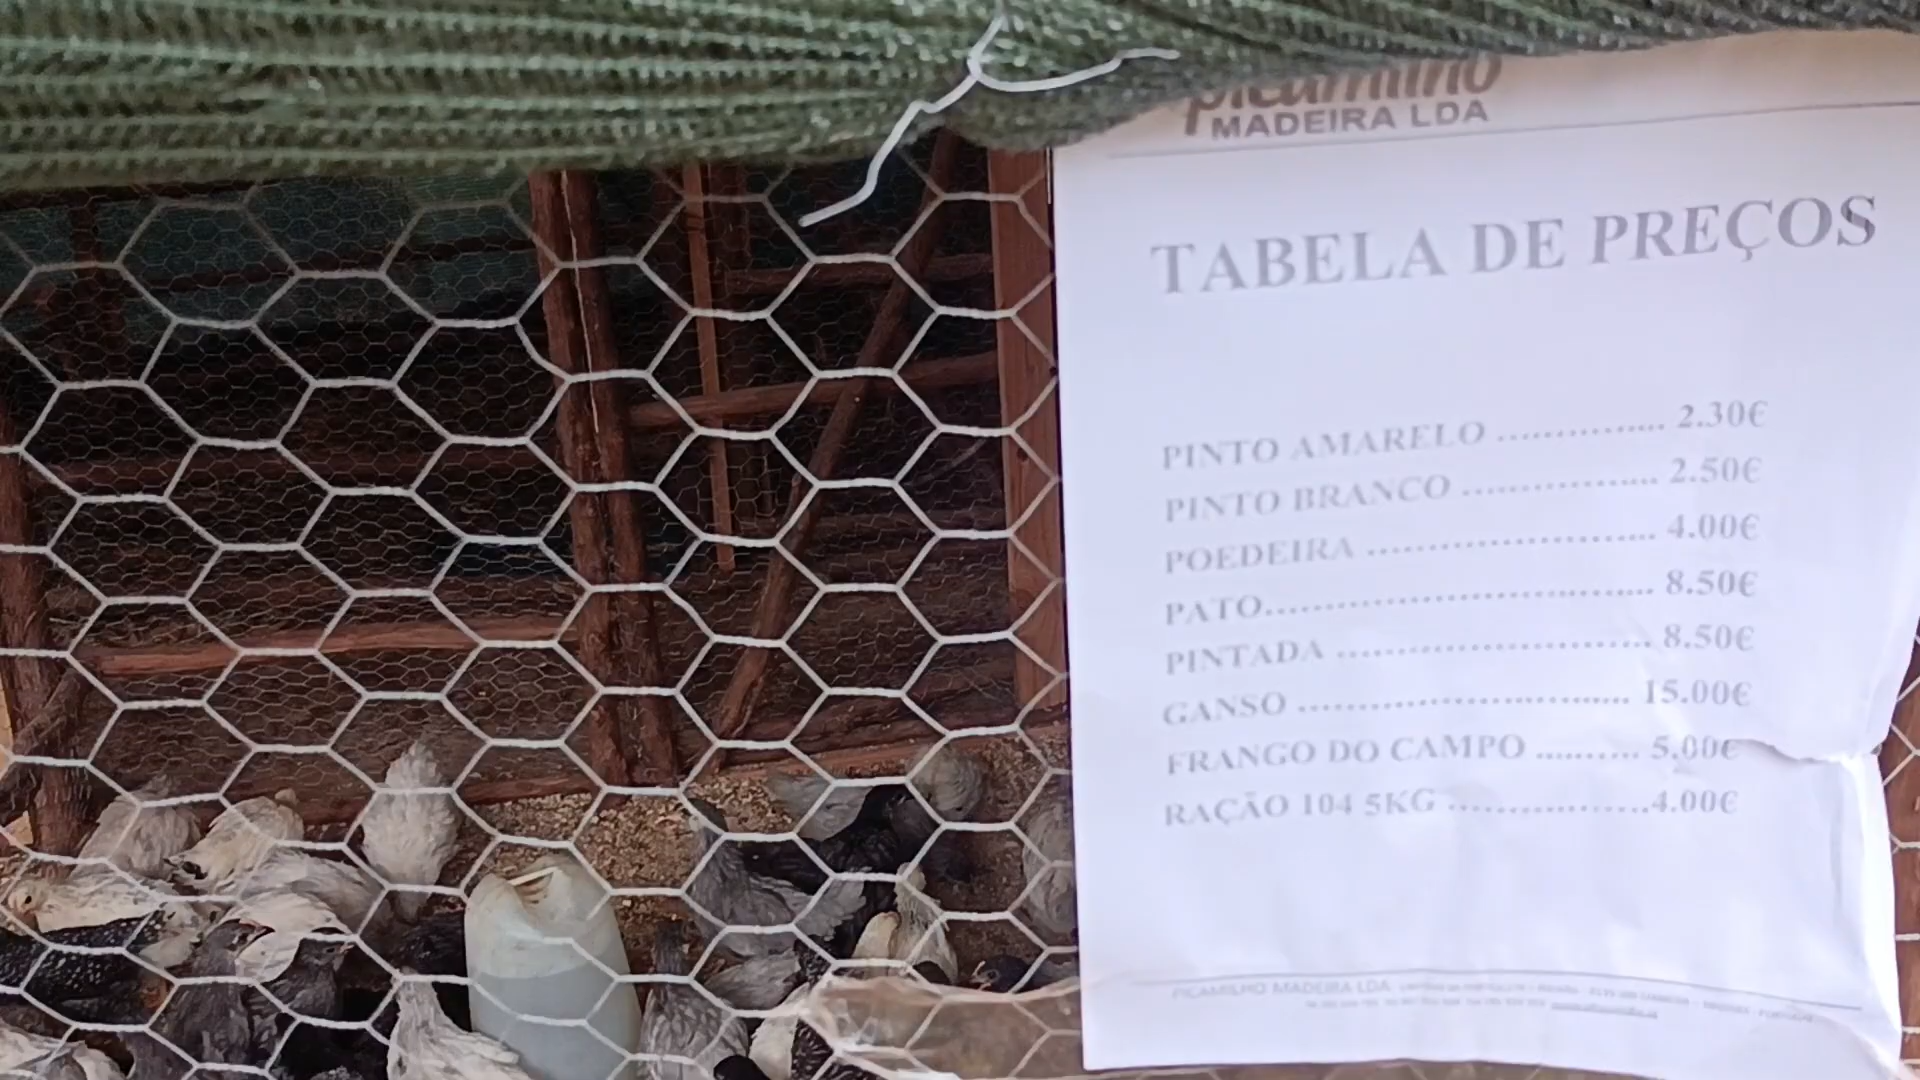 picamilho
MADEIRA LDA
TABELA DE PREÇOS
PINTO AMARELO .............. 2.30€
PINTO BRANCO ................ 2.50€
POEDEIRA ........................ 4.00€
PATO................................ 8.50€
PINTADA .......................... 8.50€
GANSO ........................... 15.00€
FRANGO DO CAMPO .......... 5.00€
RAÇÃO 104 5KG .................4.00€
PICAMILHO MADEIRA LDA